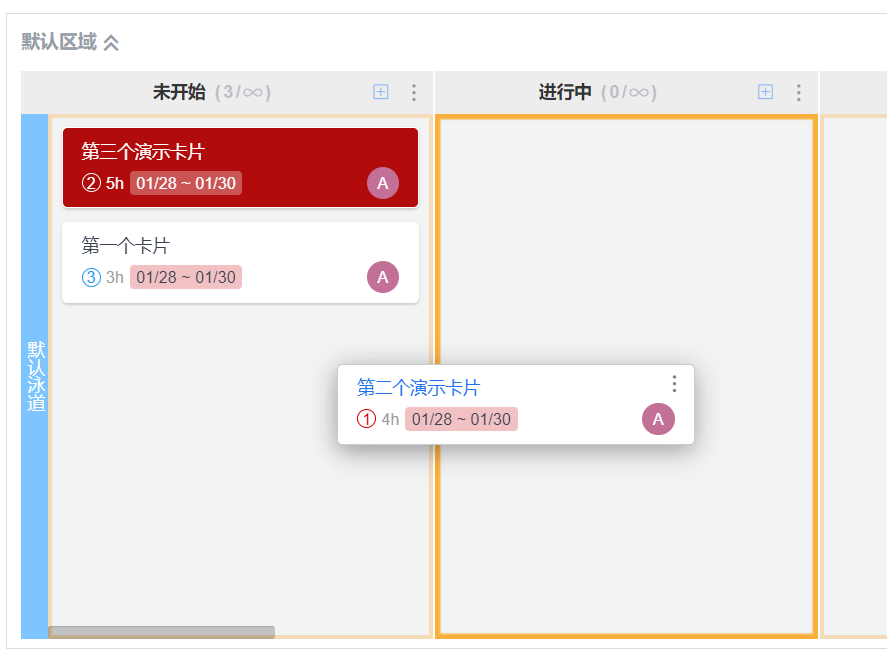 默认区域
未开始 (3/∞)
进行中 (0/∞)
默认泳道
第三个演示卡片
② 5h 01/28 ~ 01/30 A
第一个卡片
③ 3h 01/28 ~ 01/30 A
第二个演示卡片
① 4h 01/28 ~ 01/30 A